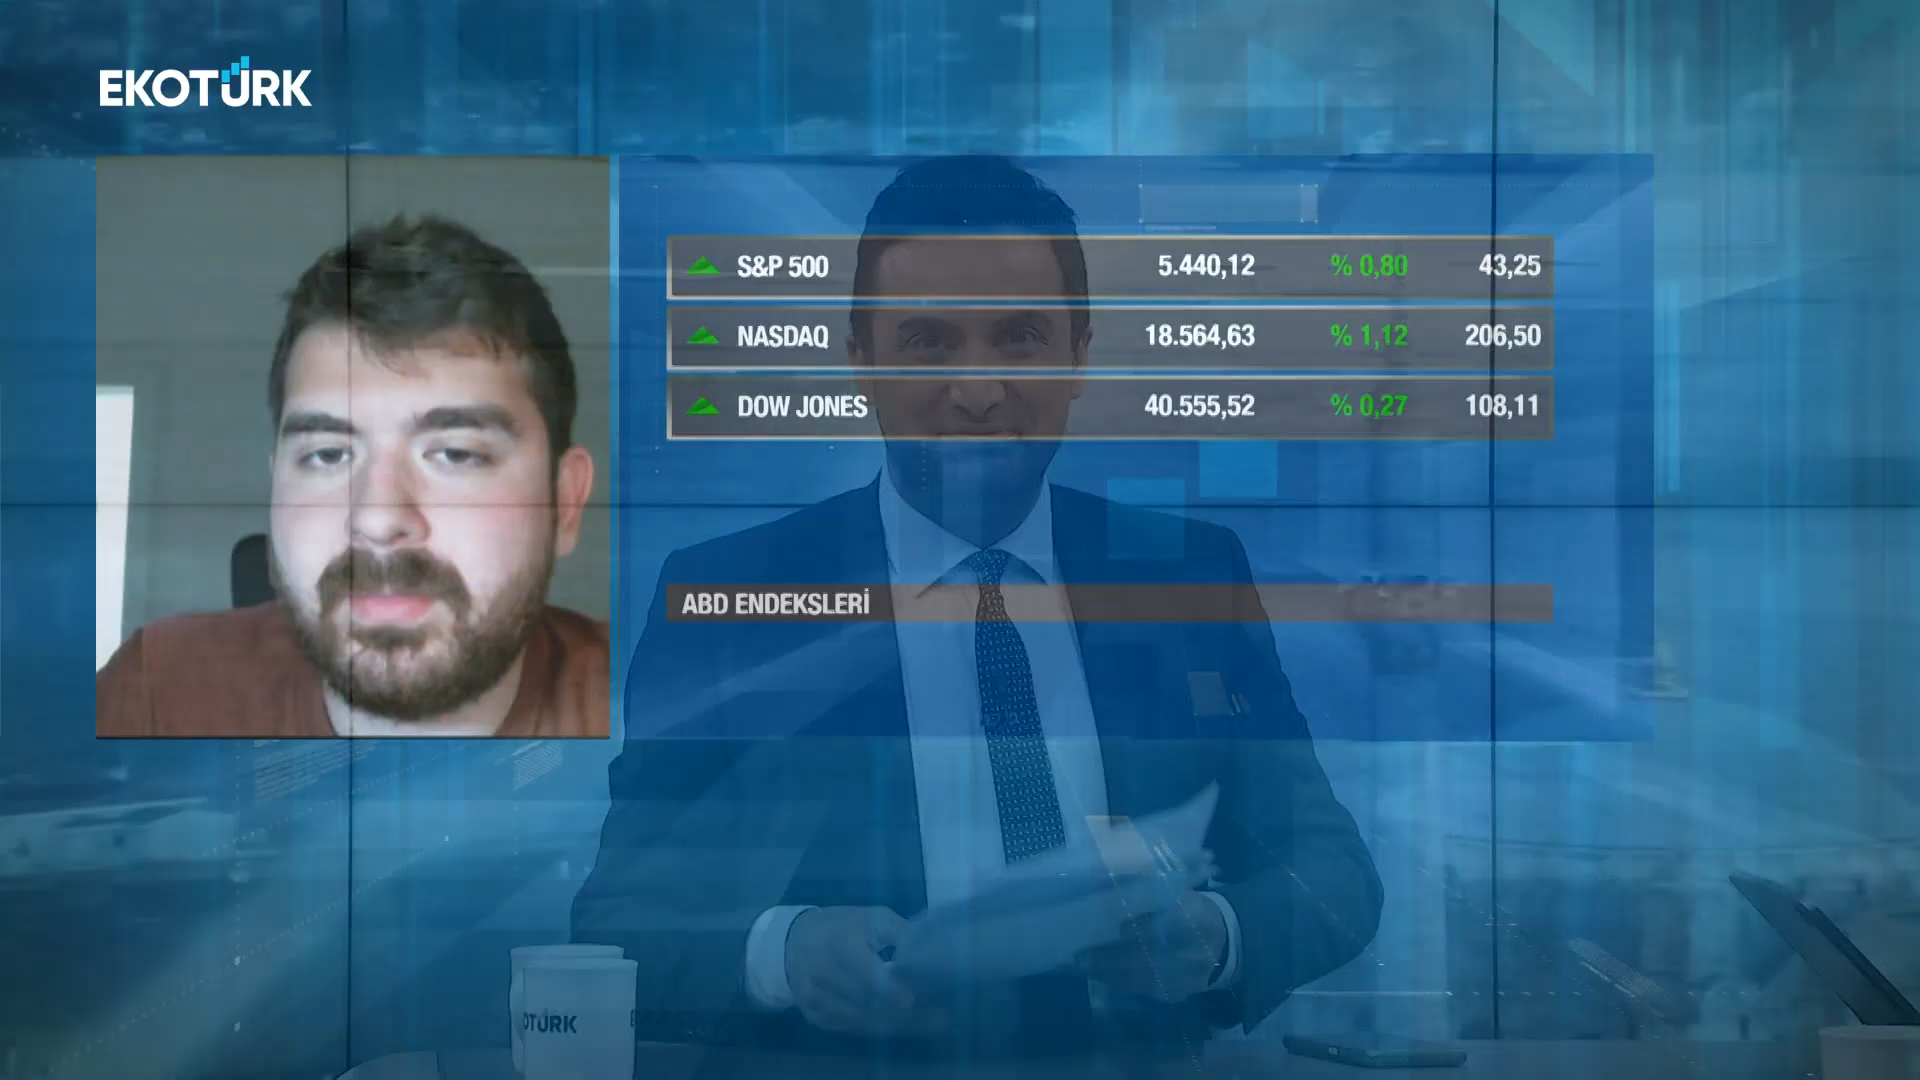 EKOTÜRK
S&P 500 5.440,12 % 0,80 43,25
NASDAQ 18.564,63 % 1,12 206,50
DOW JONES 40.555,52 % 0,27 108,11
ABD ENDEKSLERİ
OTÜRK
E